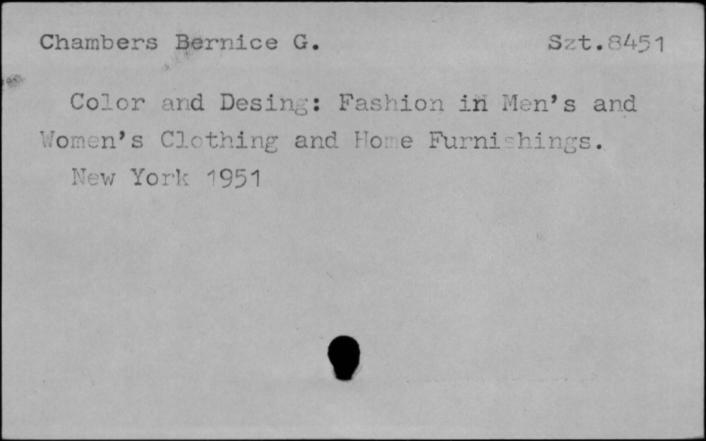 Chambers Bernice G. Szt.8451
Color and Desing: Fashion in Men's and
Women's Clothing and Home Furnishings.
New York 1951